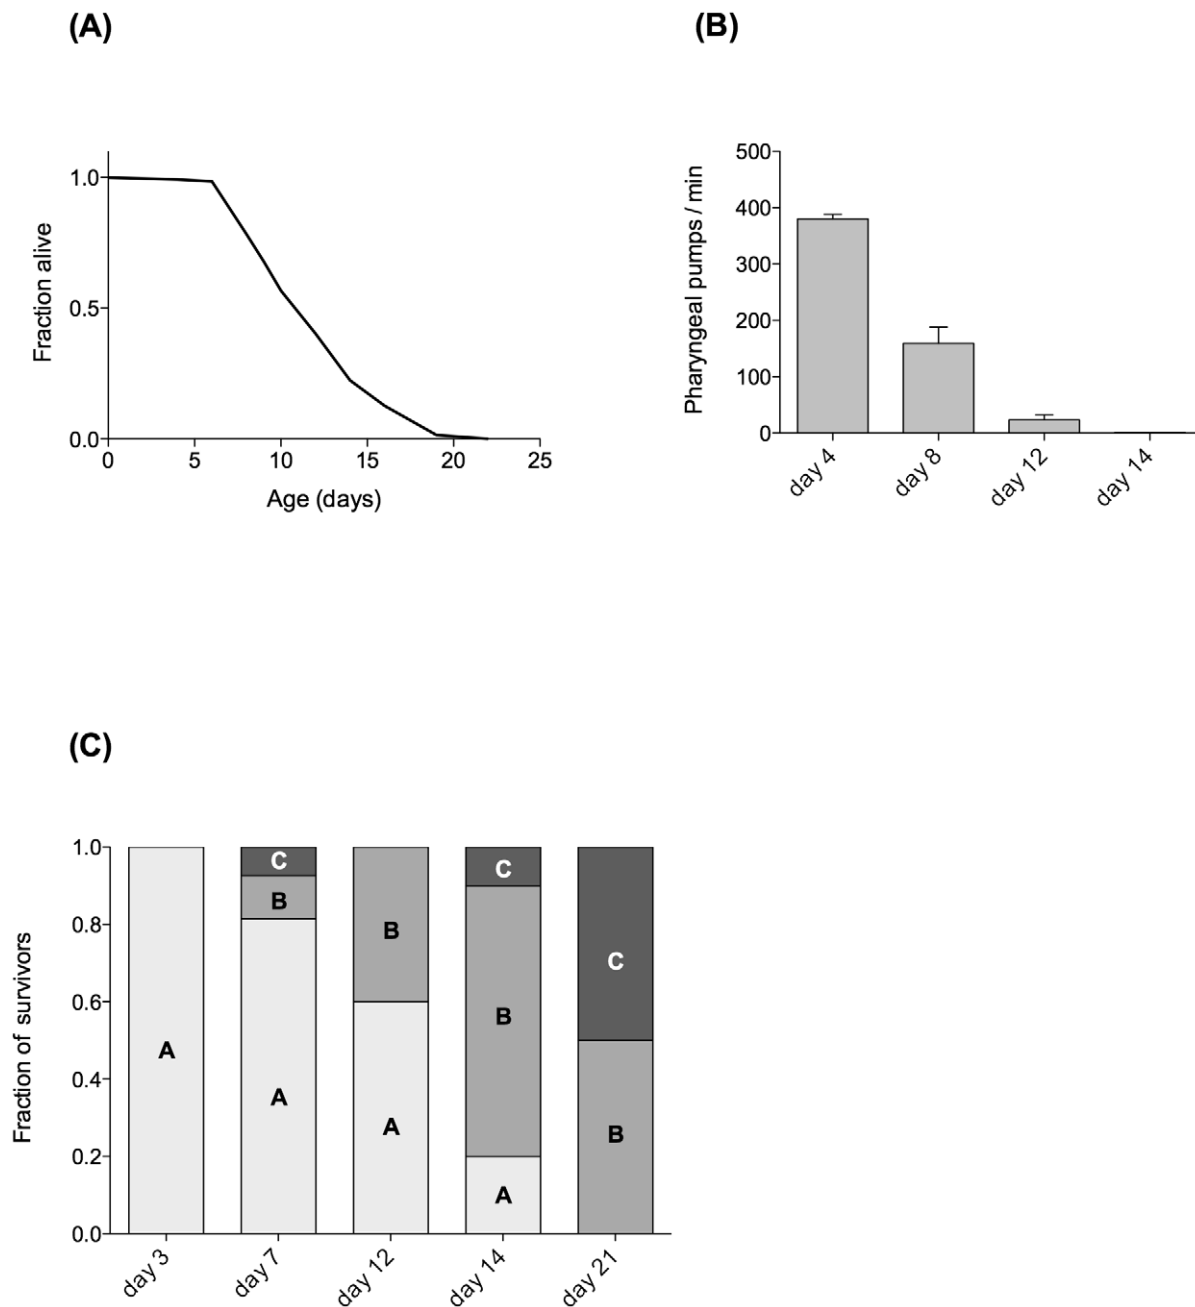 (A)
(B)
Fraction alive
1.0
0.5
0.0
0 5 10 15 20 25
Age (days)
Pharyngeal pumps / min
500
400
300
200
100
0
day 4 day 8 day 12 day 14
(C)
Fraction of survivors
1.0
0.8
0.6
0.4
0.2
0.0
A
C
B
A
B
A
C
B
A
C
B
day 3 day 7 day 12 day 14 day 21